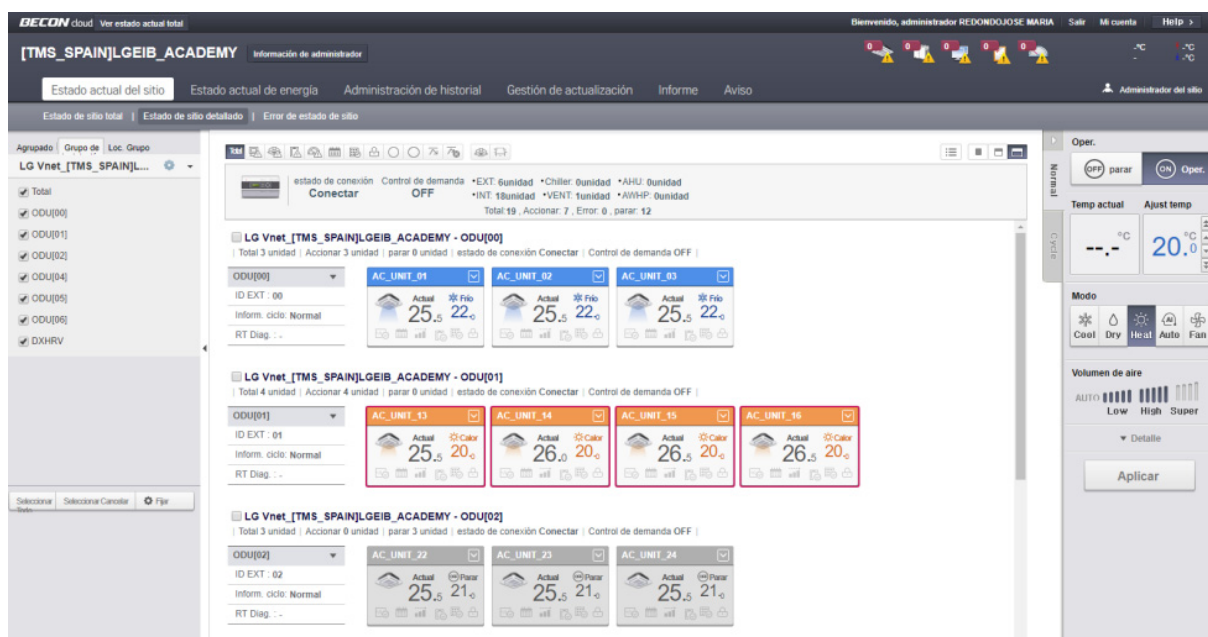 BECON cloud Ver estado actual total
Bienvenido, administrador REDONDOJOSE MARIA Salir Mi cuenta Help >
[TMS_SPAIN]LGEIB_ACADEMY Información de administrador
0 0 0 0 0
-℃ -℃
- -℃
Estado actual del sitio Estado actual de energía Administración de historial Gestión de actualización Informe Aviso
Administrador del sitio
Estado de sitio total | Estado de sitio detallado | Error de estado de sitio
Agrupado Grupo de Loc. Grupo
LG Vnet_[TMS_SPAIN]L...
Total
ODU[00]
ODU[01]
ODU[02]
ODU[04]
ODU[05]
ODU[06]
DXHRV
Seleccionar Todo Seleccionar Cancelar Fijar
Total
estado de conexión Control de demanda •EXT: 6unidad •Chiller: 0unidad •AHU: 0unidad
Conectar OFF •INT: 18unidad •VENT: 1unidad •AWHP: 0unidad
Total:19 , Accionar: 7 , Error: 0 , parar: 12
LG Vnet_[TMS_SPAIN]LGEIB_ACADEMY - ODU[00]
| Total 3 unidad | Accionar 3 unidad | parar 0 unidad | estado de conexión Conectar | Control de demanda OFF |
ODU[00] AC_UNIT_01 AC_UNIT_02 AC_UNIT_03
ID EXT : 00
Inform. ciclo: Normal
RT Diag. : -
Actual Frío Actual Frío Actual Frío
25.5 22.0 25.5 22.0 25.5 22.0
LG Vnet_[TMS_SPAIN]LGEIB_ACADEMY - ODU[01]
| Total 4 unidad | Accionar 4 unidad | parar 0 unidad | estado de conexión Conectar | Control de demanda OFF |
ODU[01] AC_UNIT_13 AC_UNIT_14 AC_UNIT_15 AC_UNIT_16
ID EXT : 01
Inform. ciclo: Normal
RT Diag. : -
Actual Calor Actual Calor Actual Calor Actual Calor
25.5 20.0 26.0 20.0 26.5 20.0 26.5 20.0
LG Vnet_[TMS_SPAIN]LGEIB_ACADEMY - ODU[02]
| Total 3 unidad | Accionar 0 unidad | parar 3 unidad | estado de conexión Conectar | Control de demanda OFF |
ODU[02] AC_UNIT_22 AC_UNIT_23 AC_UNIT_24
ID EXT : 02
Inform. ciclo: Normal
RT Diag. : -
Actual Parar Actual Parar Actual Parar
25.5 21.0 25.5 21.0 25.5 21.0
Normal
Cycle
Oper.
OFF parar ON Oper.
Temp actual Ajust temp
--.- °C 20.0 °C
Modo
Cool Dry Heat Auto Fan
Volumen de aire
AUTO
Low High Super
▼ Detalle
Aplicar